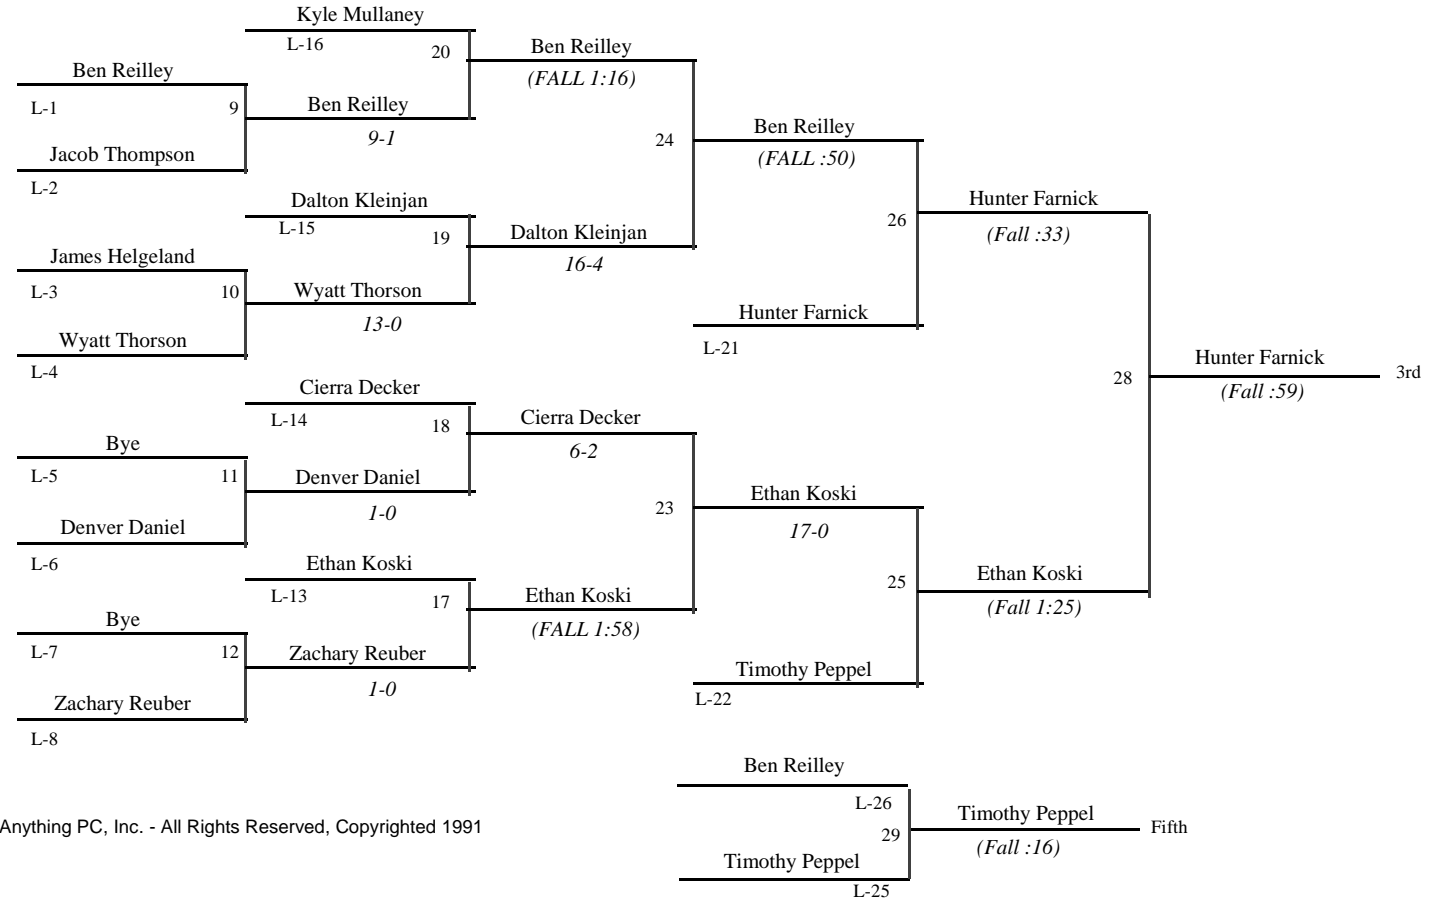 Kyle Mullaney
L-16
20
Ben Reilley
(FALL 1:16)
Ben Reilley
L-1
9
Ben Reilley
9-1
Jacob Thompson
L-2
24
Ben Reilley
(FALL :50)
Dalton Kleinjan
L-15
19
Dalton Kleinjan
16-4
James Helgeland
L-3
10
Wyatt Thorson
13-0
Wyatt Thorson
L-4
26
Hunter Farnick
(Fall :33)
Hunter Farnick
L-21
28
Hunter Farnick
(Fall :59)
3rd
Cierra Decker
L-14
18
Cierra Decker
6-2
Bye
L-5
11
Denver Daniel
1-0
Denver Daniel
L-6
23
Ethan Koski
17-0
Ethan Koski
L-13
17
Ethan Koski
(FALL 1:58)
Bye
L-7
12
Zachary Reuber
1-0
Zachary Reuber
L-8
25
Ethan Koski
(Fall 1:25)
Timothy Peppel
L-22
Ben Reilley
L-26
29
Timothy Peppel
(Fall :16)
Fifth
Timothy Peppel
L-25
Anything PC, Inc. - All Rights Reserved, Copyrighted 1991